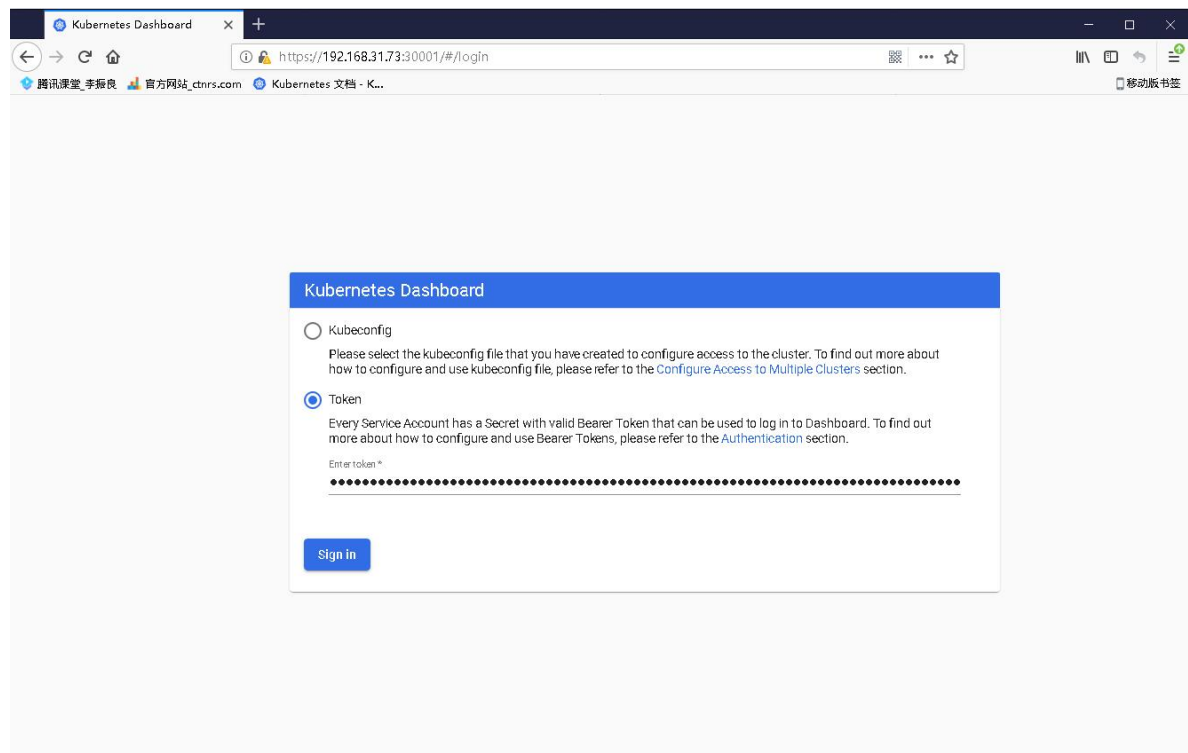 Kubernetes Dashboard
https://192.168.31.73:30001/#/login
腾讯课堂_李振良 官方网站_ctnrs.com Kubernetes 文档 - K... 移动版书签
Kubernetes Dashboard
Kubeconfig
Please select the kubeconfig file that you have created to configure access to the cluster. To find out more about
how to configure and use kubeconfig file, please refer to the Configure Access to Multiple Clusters section.
Token
Every Service Account has a Secret with valid Bearer Token that can be used to log in to Dashboard. To find out
more about how to configure and use Bearer Tokens, please refer to the Authentication section.
Enter token *
Sign in